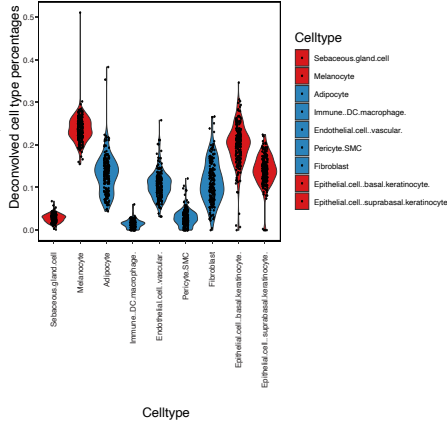 Deconvolved cell type percentages
0.5
0.4
0.3
0.2
0.1
0.0
Sebaceous.gland.cell
Melanocyte
Adipocyte
Immune..DC.macrophage.
Endothelial.cell..vascular.
Pericyte.SMC
Fibroblast
Epithelial.cell..basal.keratinocyte.
Epithelial.cell..suprabasal.keratinocyte.
Celltype
Celltype
Sebaceous.gland.cell
Melanocyte
Adipocyte
Immune..DC.macrophage.
Endothelial.cell..vascular.
Pericyte.SMC
Fibroblast
Epithelial.cell..basal.keratinocyte.
Epithelial.cell..suprabasal.keratinocyte